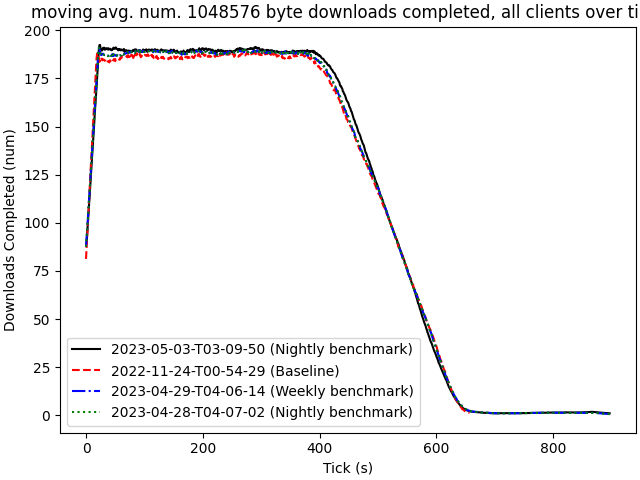 moving avg. num. 1048576 byte downloads completed, all clients over ti
200
175
150
125
100
75
50
25
0
Downloads Completed (num)
2023-05-03-T03-09-50 (Nightly benchmark)
2022-11-24-T00-54-29 (Baseline)
2023-04-29-T04-06-14 (Weekly benchmark)
2023-04-28-T04-07-02 (Nightly benchmark)
0 200 400 600 800
Tick (s)